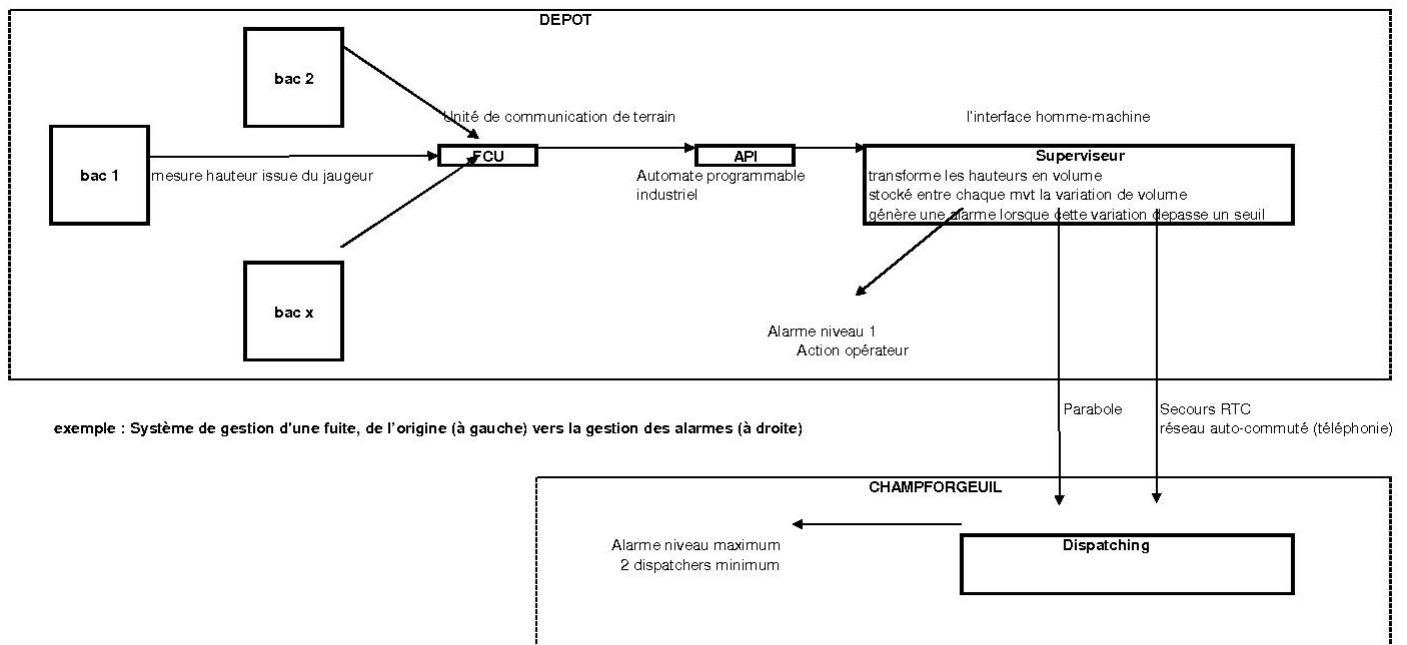 DEPOT
bac 2
Unité de communication de terrain
l'interface homme-machine
bac 1
mesure hauteur issue du jaugeur
FCU
API
Superviseur
Automate programmable
industriel
transforme les hauteurs en volume
stocké entre chaque mvt la variation de volume
génère une alarme lorsque cette variation depasse un seuil
bac x
Alarme niveau 1
Action opérateur
Parabole
Secours RTC
réseau auto-commuté (téléphonie)
exemple : Système de gestion d'une fuite, de l'origine (à gauche) vers la gestion des alarmes (à droite)
CHAMPFORGEUIL
Alarme niveau maximum
2 dispatchers minimum
Dispatching